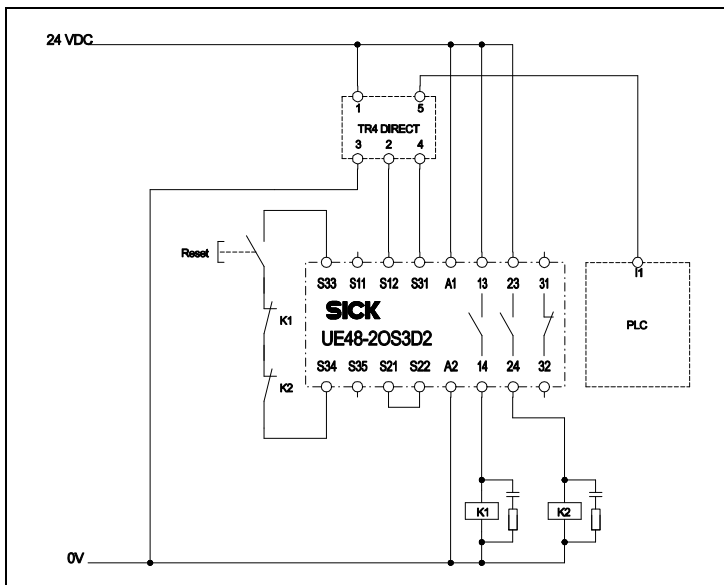 24 VDC
1 5
TR4 DIRECT
3 2 4
Reset
S33 S11 S12 S31 A1 13 23 31
I1
SICK
UE48-2OS3D2
PLC
K1
S34 S35 S21 S22 A2 14 24 32
K2
K1 K2
0V